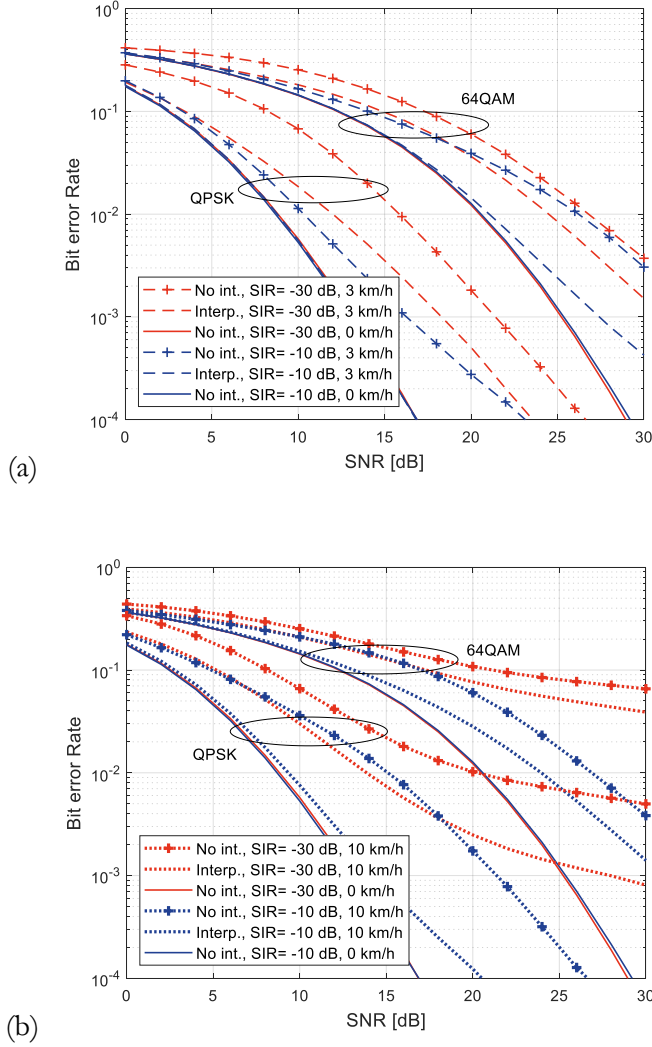 10^0
10^-1
10^-2
10^-3
10^-4
Bit error Rate
64QAM
QPSK
No int., SIR= -30 dB, 3 km/h
Interp., SIR= -30 dB, 3 km/h
No int., SIR= -30 dB, 0 km/h
No int., SIR= -10 dB, 3 km/h
Interp., SIR= -10 dB, 3 km/h
No int., SIR= -10 dB, 0 km/h
0 5 10 15 20 25 30
SNR [dB]
(a)
10^0
10^-1
10^-2
10^-3
10^-4
Bit error Rate
64QAM
QPSK
No int., SIR= -30 dB, 10 km/h
Interp., SIR= -30 dB, 10 km/h
No int., SIR= -30 dB, 0 km/h
No int., SIR= -10 dB, 10 km/h
Interp., SIR= -10 dB, 10 km/h
No int., SIR= -10 dB, 0 km/h
0 5 10 15 20 25 30
SNR [dB]
(b)